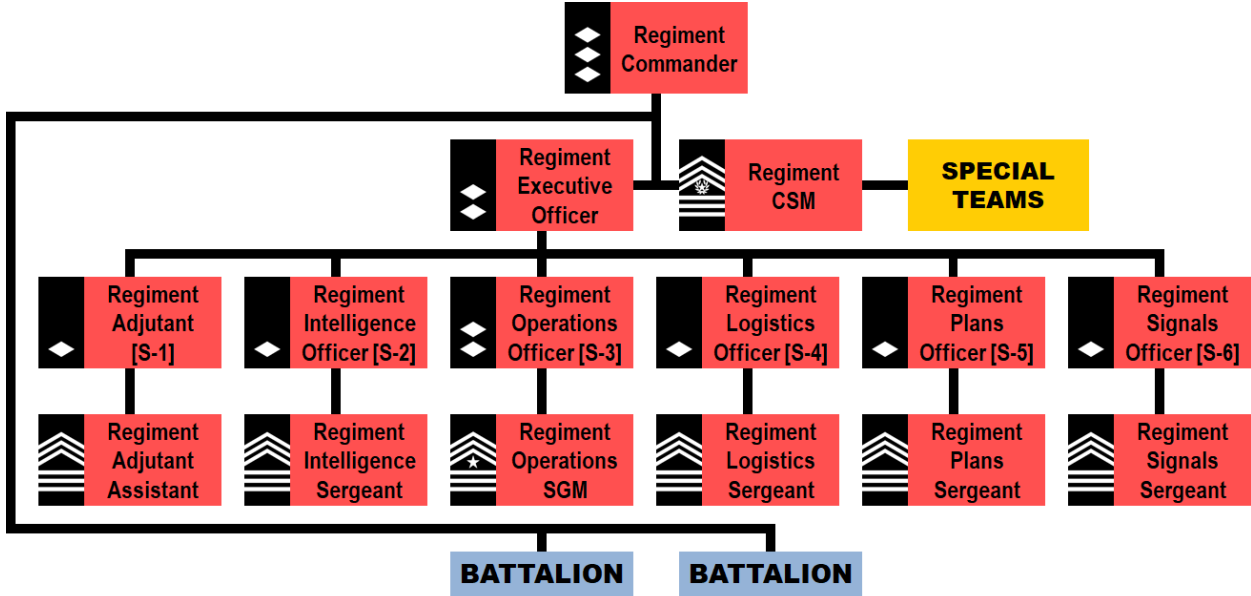 Regiment
Commander
Regiment
Executive
Officer
Regiment
CSM
SPECIAL
TEAMS
Regiment
Adjutant
[S-1]
Regiment
Intelligence
Officer [S-2]
Regiment
Operations
Officer [S-3]
Regiment
Logistics
Officer [S-4]
Regiment
Plans
Officer [S-5]
Regiment
Signals
Officer [S-6]
Regiment
Adjutant
Assistant
Regiment
Intelligence
Sergeant
Regiment
Operations
SGM
Regiment
Logistics
Sergeant
Regiment
Plans
Sergeant
Regiment
Signals
Sergeant
BATTALION
BATTALION